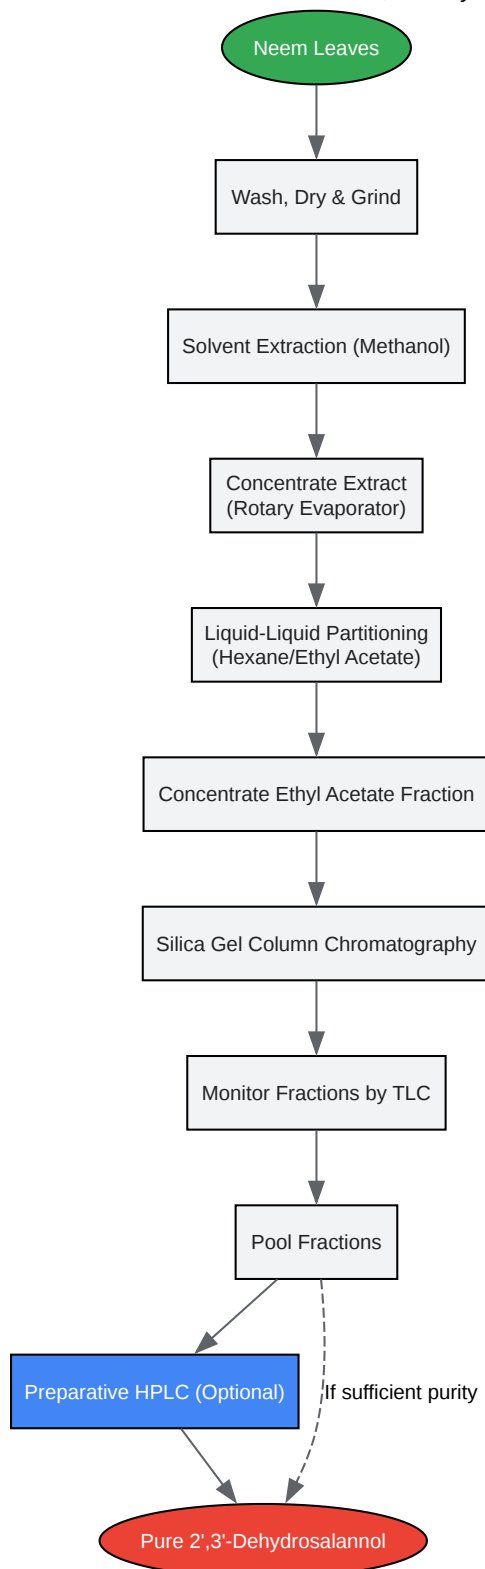 Neem Leaves
Wash, Dry & Grind
Solvent Extraction (Methanol)
Concentrate Extract
(Rotary Evaporator)
Liquid-Liquid Partitioning
(Hexane/Ethyl Acetate)
Concentrate Ethyl Acetate Fraction
Silica Gel Column Chromatography
Monitor Fractions by TLC
Pool Fractions
Preparative HPLC (Optional)
If sufficient purity
Pure 2',3'-Dehydrosalannol